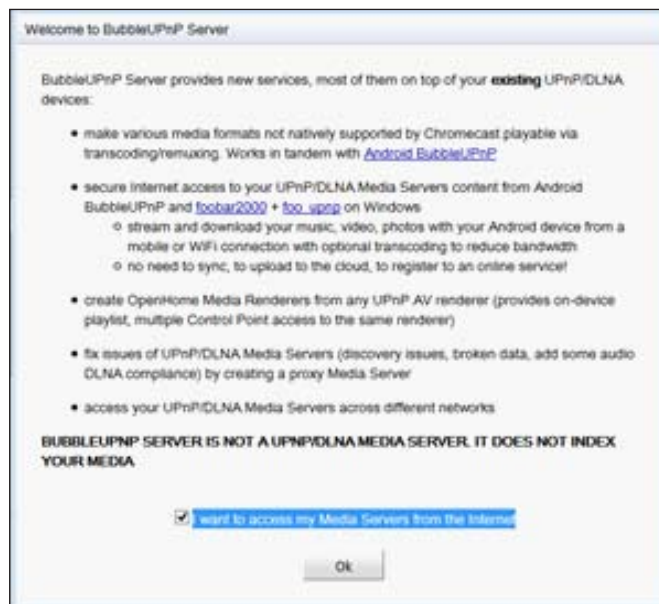 Welcome to BubbleUPnP Server
BubbleUPnP Server provides new services, most of them on top of your existing UPnP/DLNA
devices:
• make various media formats not natively supported by Chromecast playable via
transcoding/remuxing. Works in tandem with Android BubbleUPnP
• secure Internet access to your UPnP/DLNA Media Servers content from Android
BubbleUPnP and foobar2000 + foo_upnp on Windows
o stream and download your music, video, photos with your Android device from a
mobile or WiFi connection with optional transcoding to reduce bandwidth
o no need to sync, to upload to the cloud, to register to an online service!
• create OpenHome Media Renderers from any UPnP AV renderer (provides on-device
playlist, multiple Control Point access to the same renderer)
• fix issues of UPnP/DLNA Media Servers (discovery issues, broken data, add some audio
DLNA compliance) by creating a proxy Media Server
• access your UPnP/DLNA Media Servers across different networks
BUBBLEUPNP SERVER IS NOT A UPNP/DLNA MEDIA SERVER. IT DOES NOT INDEX
YOUR MEDIA
I want to access my Media Servers from the Internet
Ok